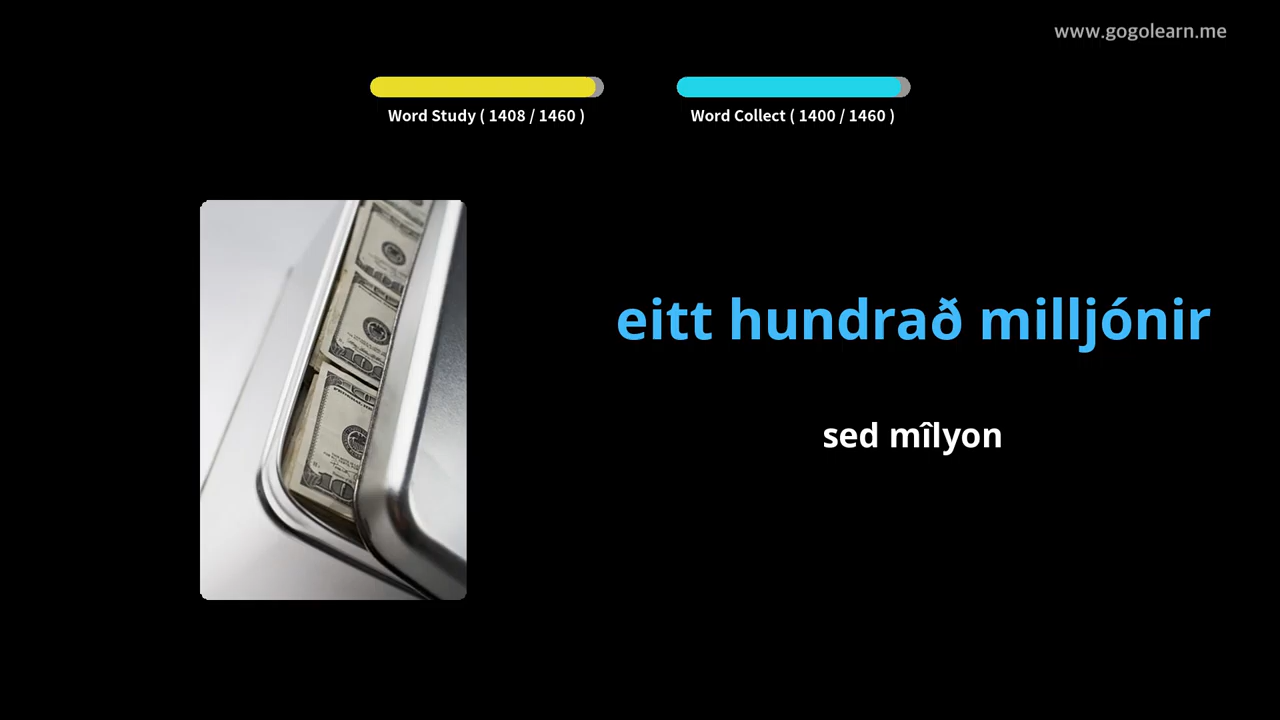 www.gogolearn.me
Word Study ( 1408 / 1460 )
Word Collect ( 1400 / 1460 )
eitt hundrað milljónir
sed mîlyon